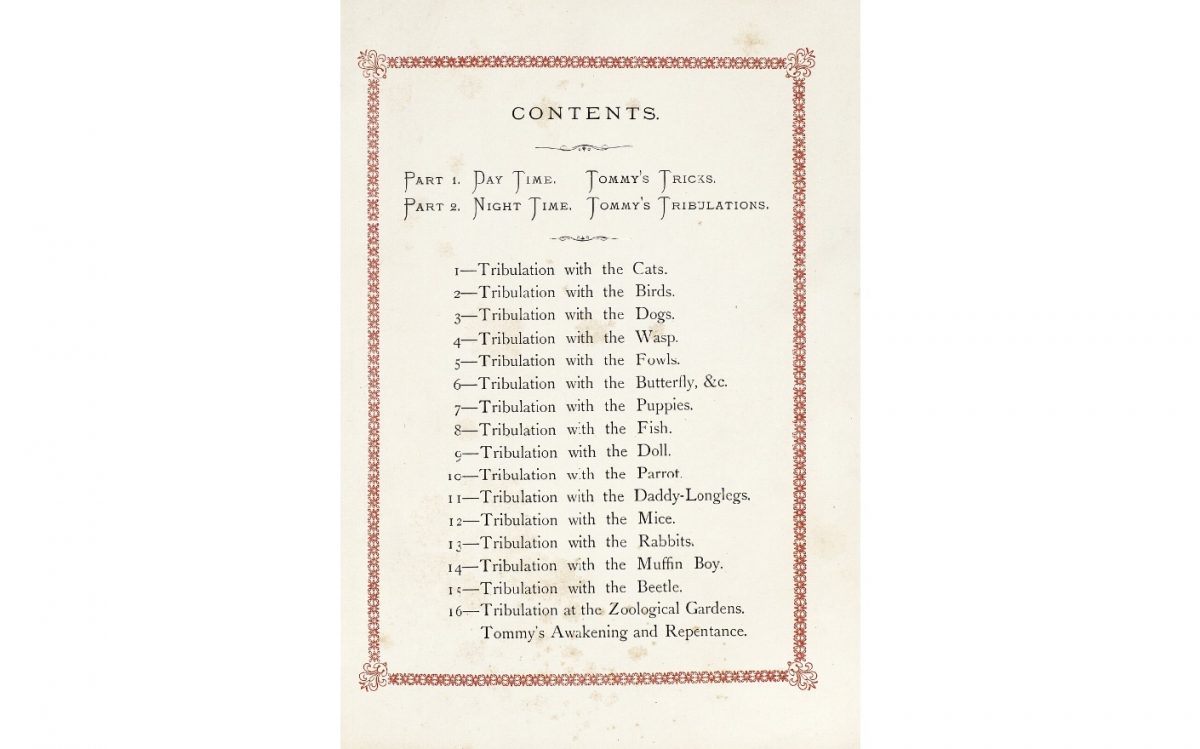 CONTENTS.
PART 1. DAY TIME. TOMMY'S TRICKS.
PART 2. NIGHT TIME. TOMMY'S TRIBULATIONS.
1—Tribulation with the Cats.
2—Tribulation with the Birds.
3—Tribulation with the Dogs.
4—Tribulation with the Wasp.
5—Tribulation with the Fowls.
6—Tribulation with the Butterfly, &c.
7—Tribulation with the Puppies.
8—Tribulation with the Fish.
9—Tribulation with the Doll.
10—Tribulation with the Parrot.
11—Tribulation with the Daddy-Longlegs.
12—Tribulation with the Mice.
13—Tribulation with the Rabbits.
14—Tribulation with the Muffin Boy.
15—Tribulation with the Beetle.
16—Tribulation at the Zoological Gardens.
Tommy's Awakening and Repentance.